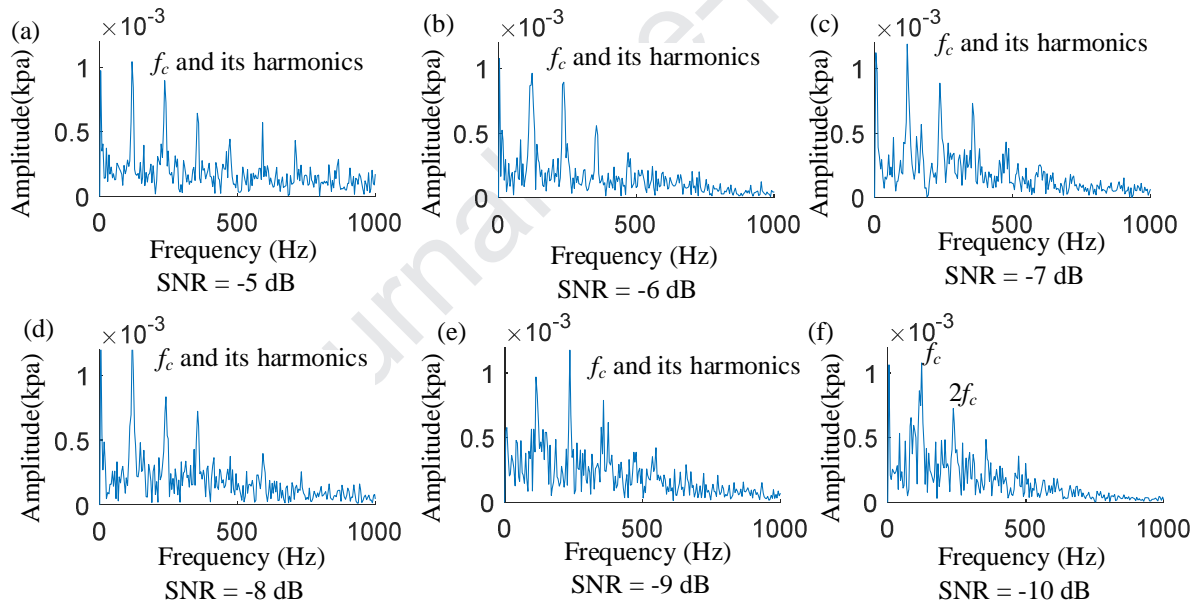 (a) ×10⁻³
f_c and its harmonics
Amplitude(kpa)
1
0.5
0
0 500 1000
Frequency (Hz)
SNR = -5 dB
(b) ×10⁻³
f_c and its harmonics
Amplitude(kpa)
1
0.5
0
0 500 1000
Frequency (Hz)
SNR = -6 dB
(c) ×10⁻³
f_c and its harmonics
Amplitude(kpa)
1
0.5
0
0 500 1000
Frequency (Hz)
SNR = -7 dB
(d) ×10⁻³
f_c and its harmonics
Amplitude(kpa)
1
0.5
0
0 500 1000
Frequency (Hz)
SNR = -8 dB
(e) ×10⁻³
f_c and its harmonics
Amplitude(kpa)
1
0.5
0
0 500 1000
Frequency (Hz)
SNR = -9 dB
(f) ×10⁻³
f_c
2f_c
Amplitude(kpa)
1
0.5
0
0 500 1000
Frequency (Hz)
SNR = -10 dB